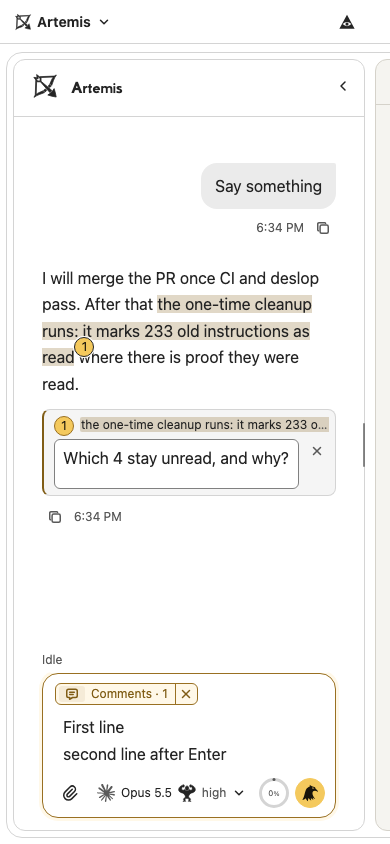 Artemis
Artemis
Say something
6:34 PM
I will merge the PR once CI and deslop
pass. After that the one-time cleanup
runs: it marks 233 old instructions as
read where there is proof they were
read.
1
1 the one-time cleanup runs: it marks 233 o...
Which 4 stay unread, and why?
6:34 PM
Idle
Comments · 1
First line
second line after Enter
Opus 5.5 high 0%